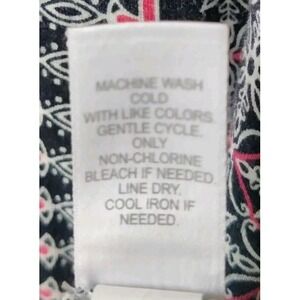 MACHINE WASH
COLD
WITH LIKE COLORS.
GENTLE CYCLE.
ONLY
NON-CHLORINE
BLEACH IF NEEDED.
LINE DRY.
COOL IRON IF
NEEDED.